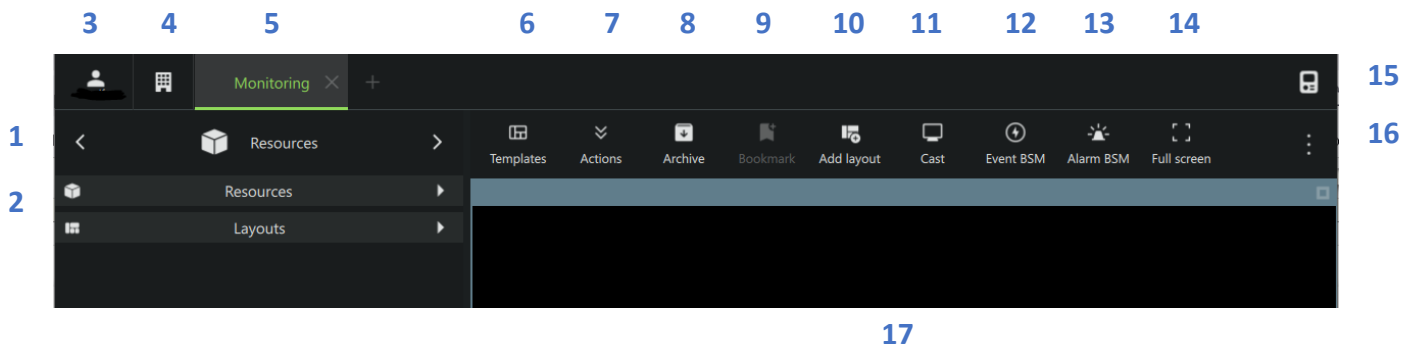 3 4 5 6 7 8 9 10 11 12 13 14
Monitoring 15
1 Resources Templates Actions Archive Bookmark Add layout Cast Event BSM Alarm BSM Full screen 16
2 Resources
Layouts
17